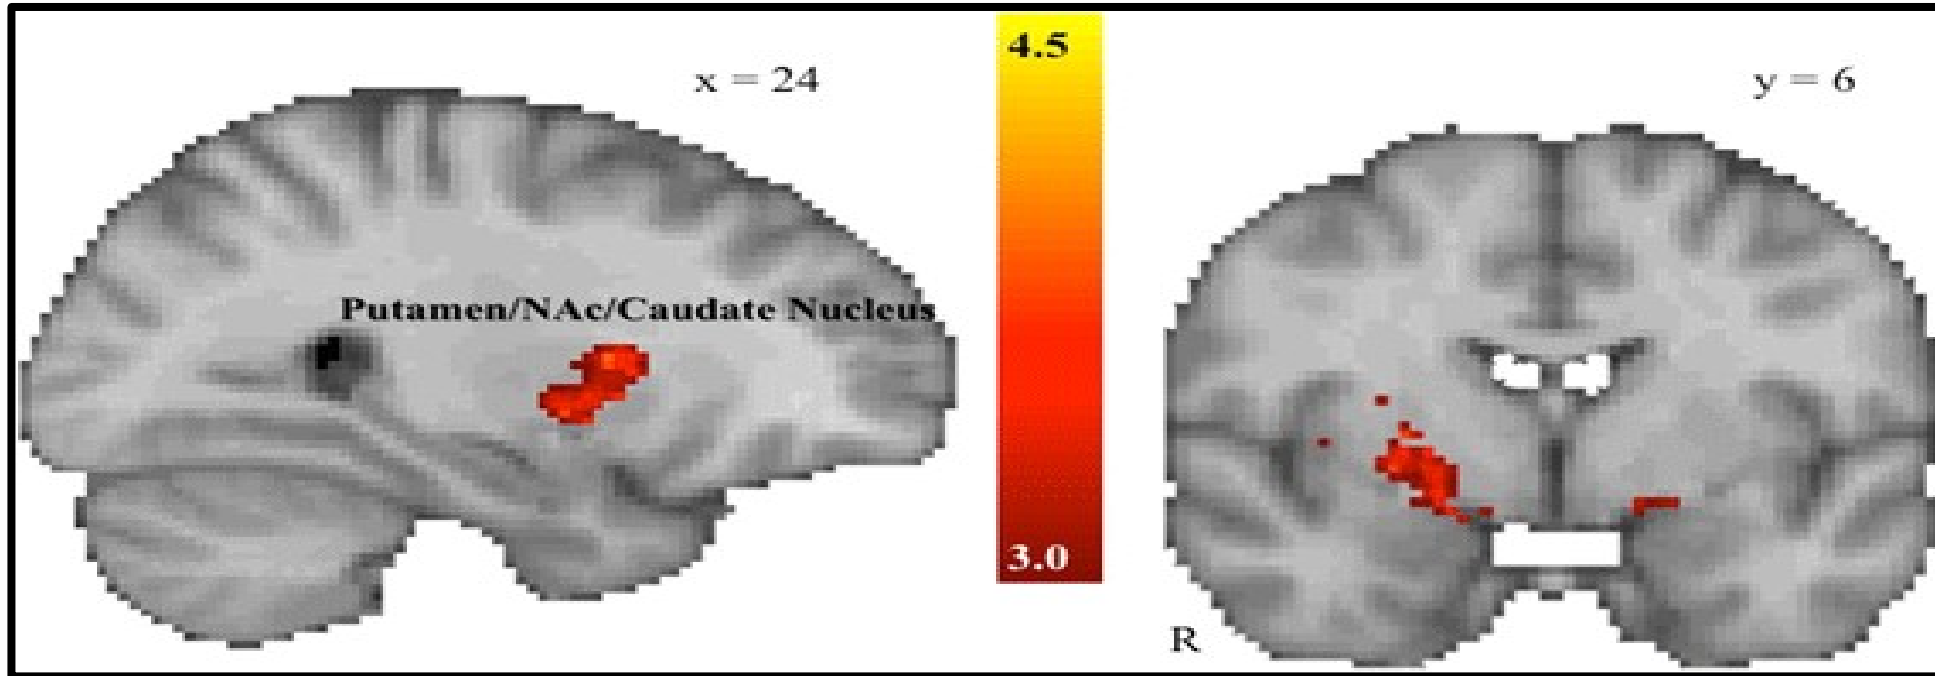 x = 24
Putamen/NAc/Caudate Nucleus
4.5
3.0
y = 6
R